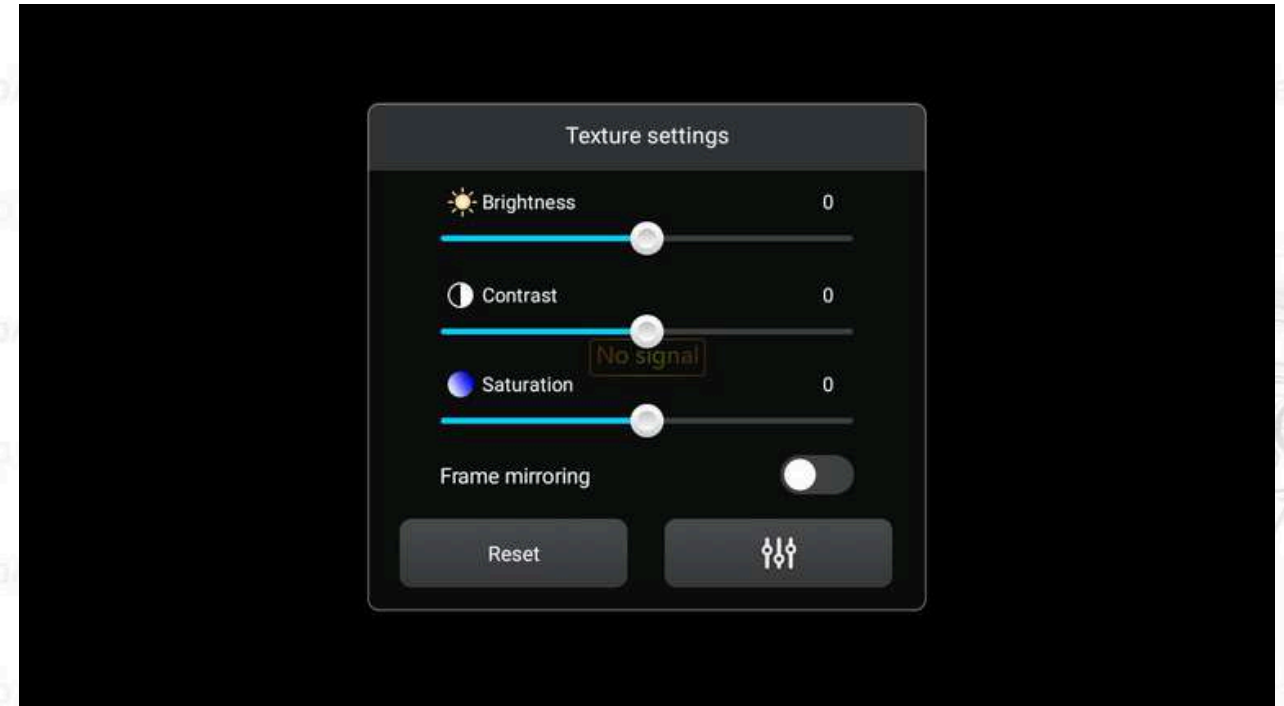 Texture settings
Brightness 0
Contrast 0
No signal
Saturation 0
Frame mirroring
Reset